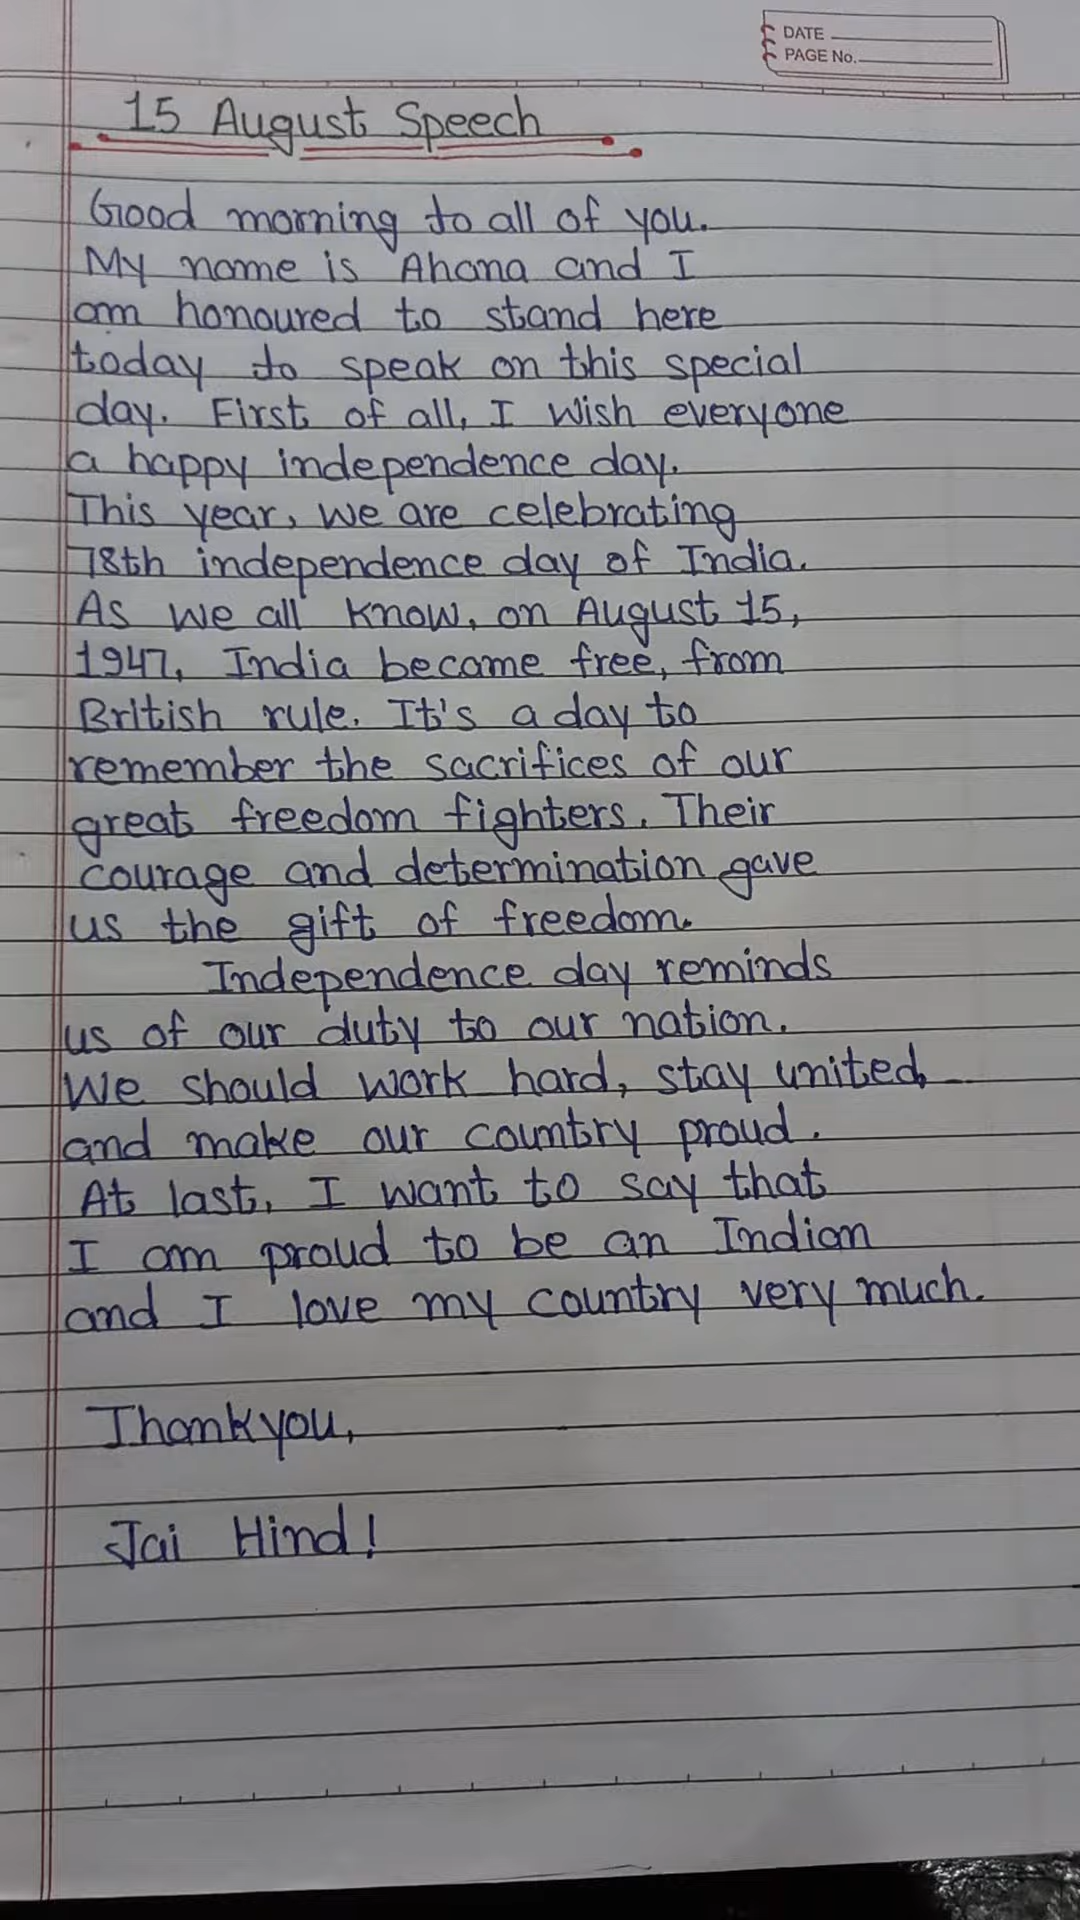 DATE
PAGE No.
15 August Speech
Good morning to all of you.
My name is Ahana and I
am honoured to stand here
today to speak on this special
day. First of all, I wish everyone
a happy independence day.
This year, we are celebrating
78th independence day of India.
As we all know, on August 15,
1947, India became free, from
British rule. It's a day to
remember the sacrifices of our
great freedom fighters. Their
courage and determination gave
us the gift of freedom.
Independence day reminds
us of our duty to our nation.
We should work hard, stay united,
and make our country proud.
At last, I want to say that
I am proud to be an Indian
and I love my country very much.
Thankyou,
Jai Hind!